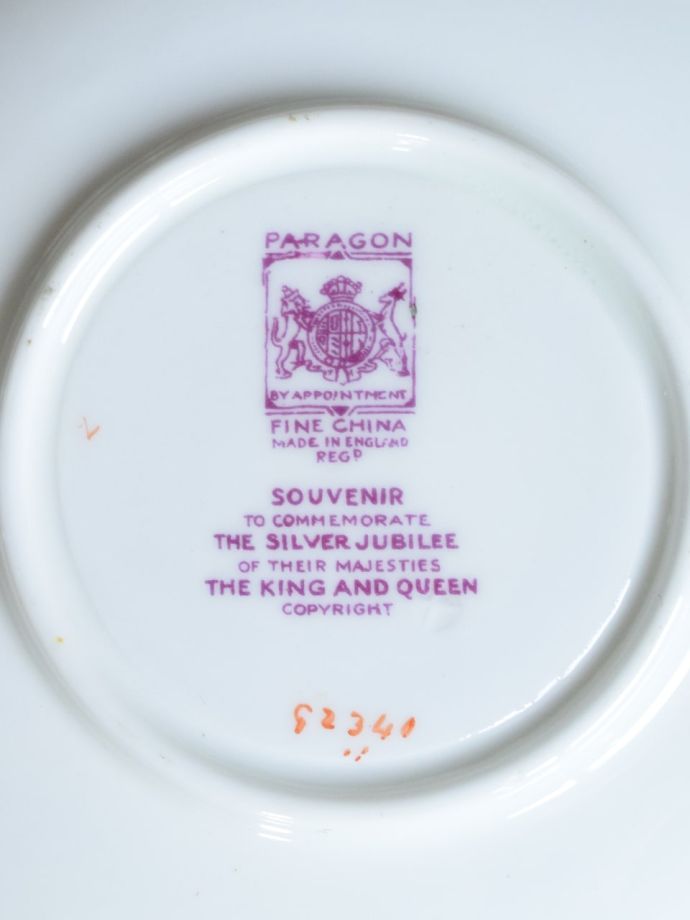 PARAGON
BY APPOINTMENT
FINE CHINA
MADE IN ENGLAND
REGD
SOUVENIR
TO COMMEMORATE
THE SILVER JUBILEE
OF THEIR MAJESTIES
THE KING AND QUEEN
COPYRIGHT
G2340